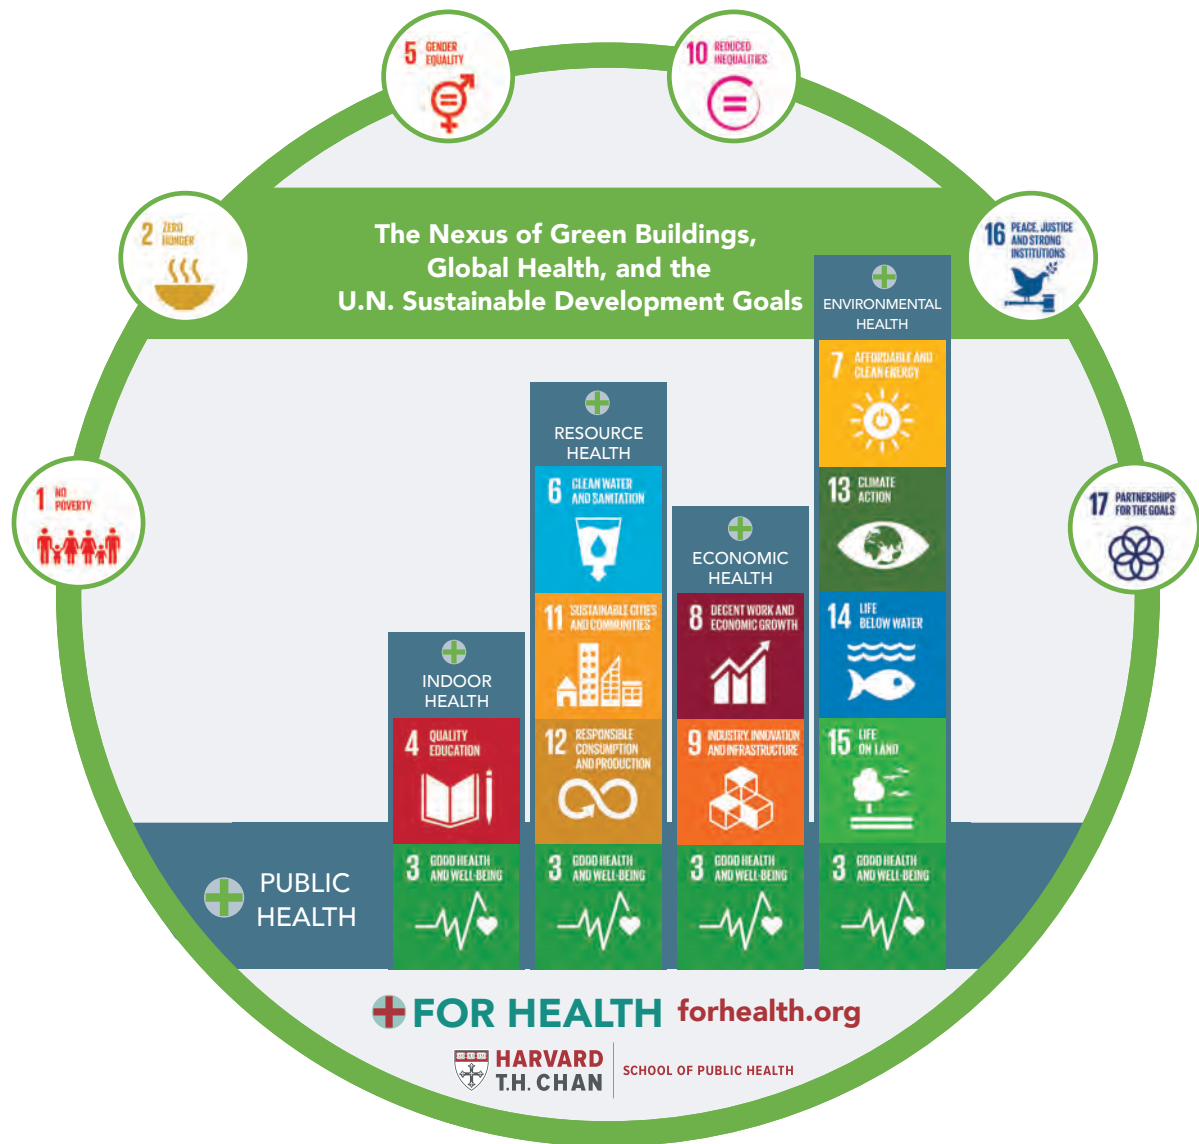 5 GENDER
EQUALITY
10 REDUCED
INEQUALITIES
2 ZERO
HUNGER
16 PEACE, JUSTICE
AND STRONG
INSTITUTIONS
The Nexus of Green Buildings,
Global Health, and the
U.N. Sustainable Development Goals
1 NO
POVERTY
17 PARTNERSHIPS
FOR THE GOALS
INDOOR
HEALTH
4 QUALITY
EDUCATION
3 GOOD HEALTH
AND WELL-BEING
RESOURCE
HEALTH
6 CLEAN WATER
AND SANITATION
11 SUSTAINABLE CITIES
AND COMMUNITIES
12 RESPONSIBLE
CONSUMPTION
AND PRODUCTION
3 GOOD HEALTH
AND WELL-BEING
ECONOMIC
HEALTH
8 DECENT WORK AND
ECONOMIC GROWTH
9 INDUSTRY, INNOVATION
AND INFRASTRUCTURE
3 GOOD HEALTH
AND WELL-BEING
ENVIRONMENTAL
HEALTH
7 AFFORDABLE AND
CLEAN ENERGY
13 CLIMATE
ACTION
14 LIFE
BELOW WATER
15 LIFE
ON LAND
3 GOOD HEALTH
AND WELL-BEING
PUBLIC
HEALTH
FOR HEALTH forhealth.org
HARVARD
T.H. CHAN
SCHOOL OF PUBLIC HEALTH